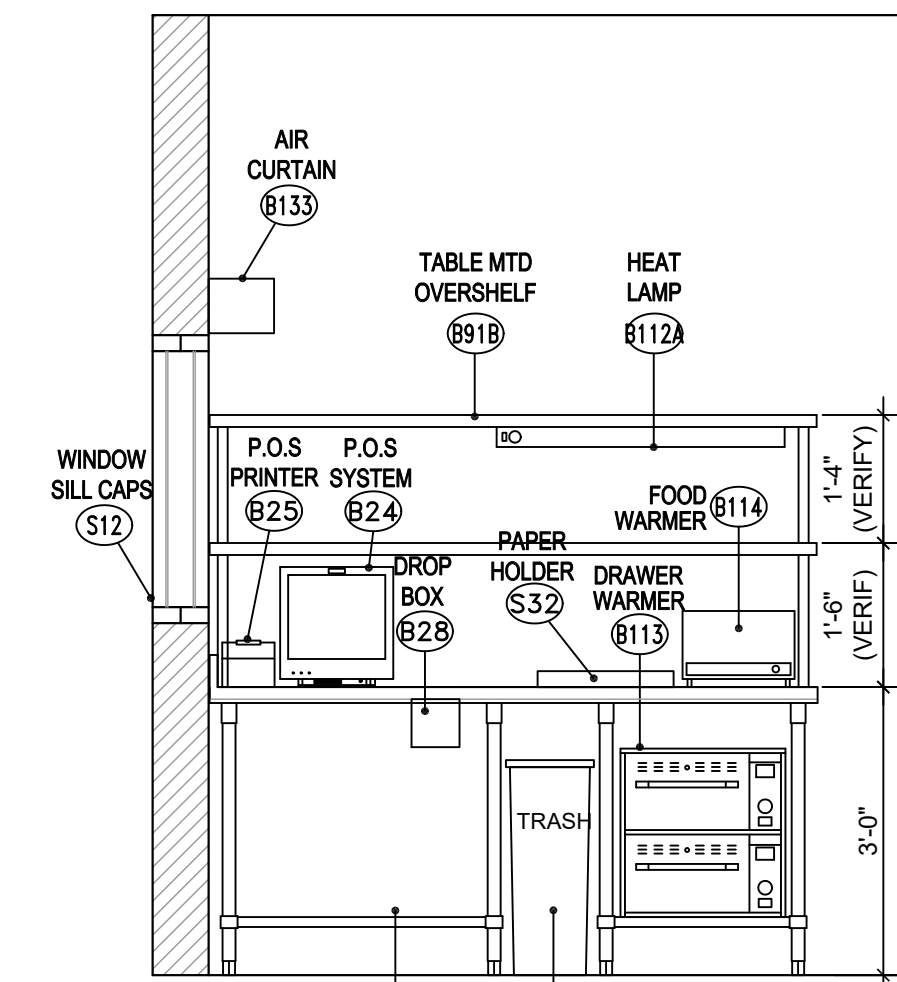 AIR
CURTAIN
B133
TABLE MTD
OVERSHELF
B91B
HEAT
LAMP
B112A
WINDOW
SILL CAPS
S12
P.O.S
PRINTER
B25
P.O.S
SYSTEM
B24
FOOD
WARMER
B114
1'-4"
(VERIFY)
DROP
BOX
B28
PAPER
HOLDER
S32
DRAWER
WARMER
B113
1'-6"
(VERIF)
TRASH
3'-0"